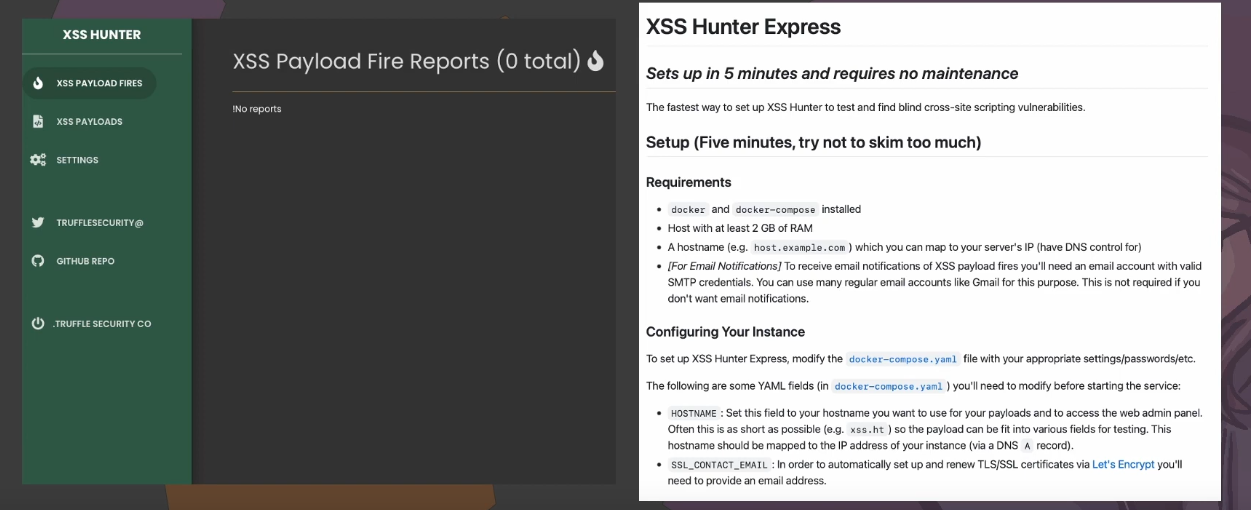 XSS HUNTER
XSS PAYLOAD FIRES
XSS PAYLOADS
SETTINGS
TRUFFLESECURITY@
GITHUB REPO
.TRUFFLE SECURITY CO
XSS Payload Fire Reports (0 total)
!No reports
XSS Hunter Express
Sets up in 5 minutes and requires no maintenance
The fastest way to set up XSS Hunter to test and find blind cross-site scripting vulnerabilities.
Setup (Five minutes, try not to skim too much)
Requirements
• docker and docker-compose installed
• Host with at least 2 GB of RAM
• A hostname (e.g. host.example.com ) which you can map to your server's IP (have DNS control for)
• [For Email Notifications] To receive email notifications of XSS payload fires you'll need an email account with valid
SMTP credentials. You can use many regular email accounts like Gmail for this purpose. This is not required if you
don't want email notifications.
Configuring Your Instance
To set up XSS Hunter Express, modify the docker-compose.yaml file with your appropriate settings/passwords/etc.
The following are some YAML fields (in docker-compose.yaml ) you'll need to modify before starting the service:
• HOSTNAME : Set this field to your hostname you want to use for your payloads and to access the web admin panel.
Often this is as short as possible (e.g. xss.ht ) so the payload can be fit into various fields for testing. This
hostname should be mapped to the IP address of your instance (via a DNS A record).
• SSL_CONTACT_EMAIL : In order to automatically set up and renew TLS/SSL certificates via Let's Encrypt you'll
need to provide an email address.